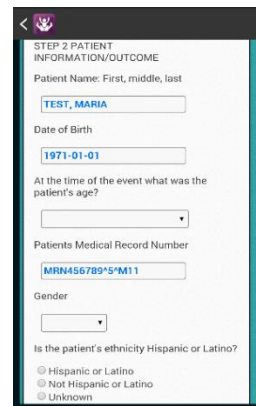 STEP 2 PATIENT
INFORMATION/OUTCOME
Patient Name: First, middle, last
TEST, MARIA
Date of Birth
1971-01-01
At the time of the event what was the
patient's age?
Patients Medical Record Number
MRN456789^5^M11
Gender
Is the patient's ethnicity Hispanic or Latino?
Hispanic or Latino
Not Hispanic or Latino
Unknown